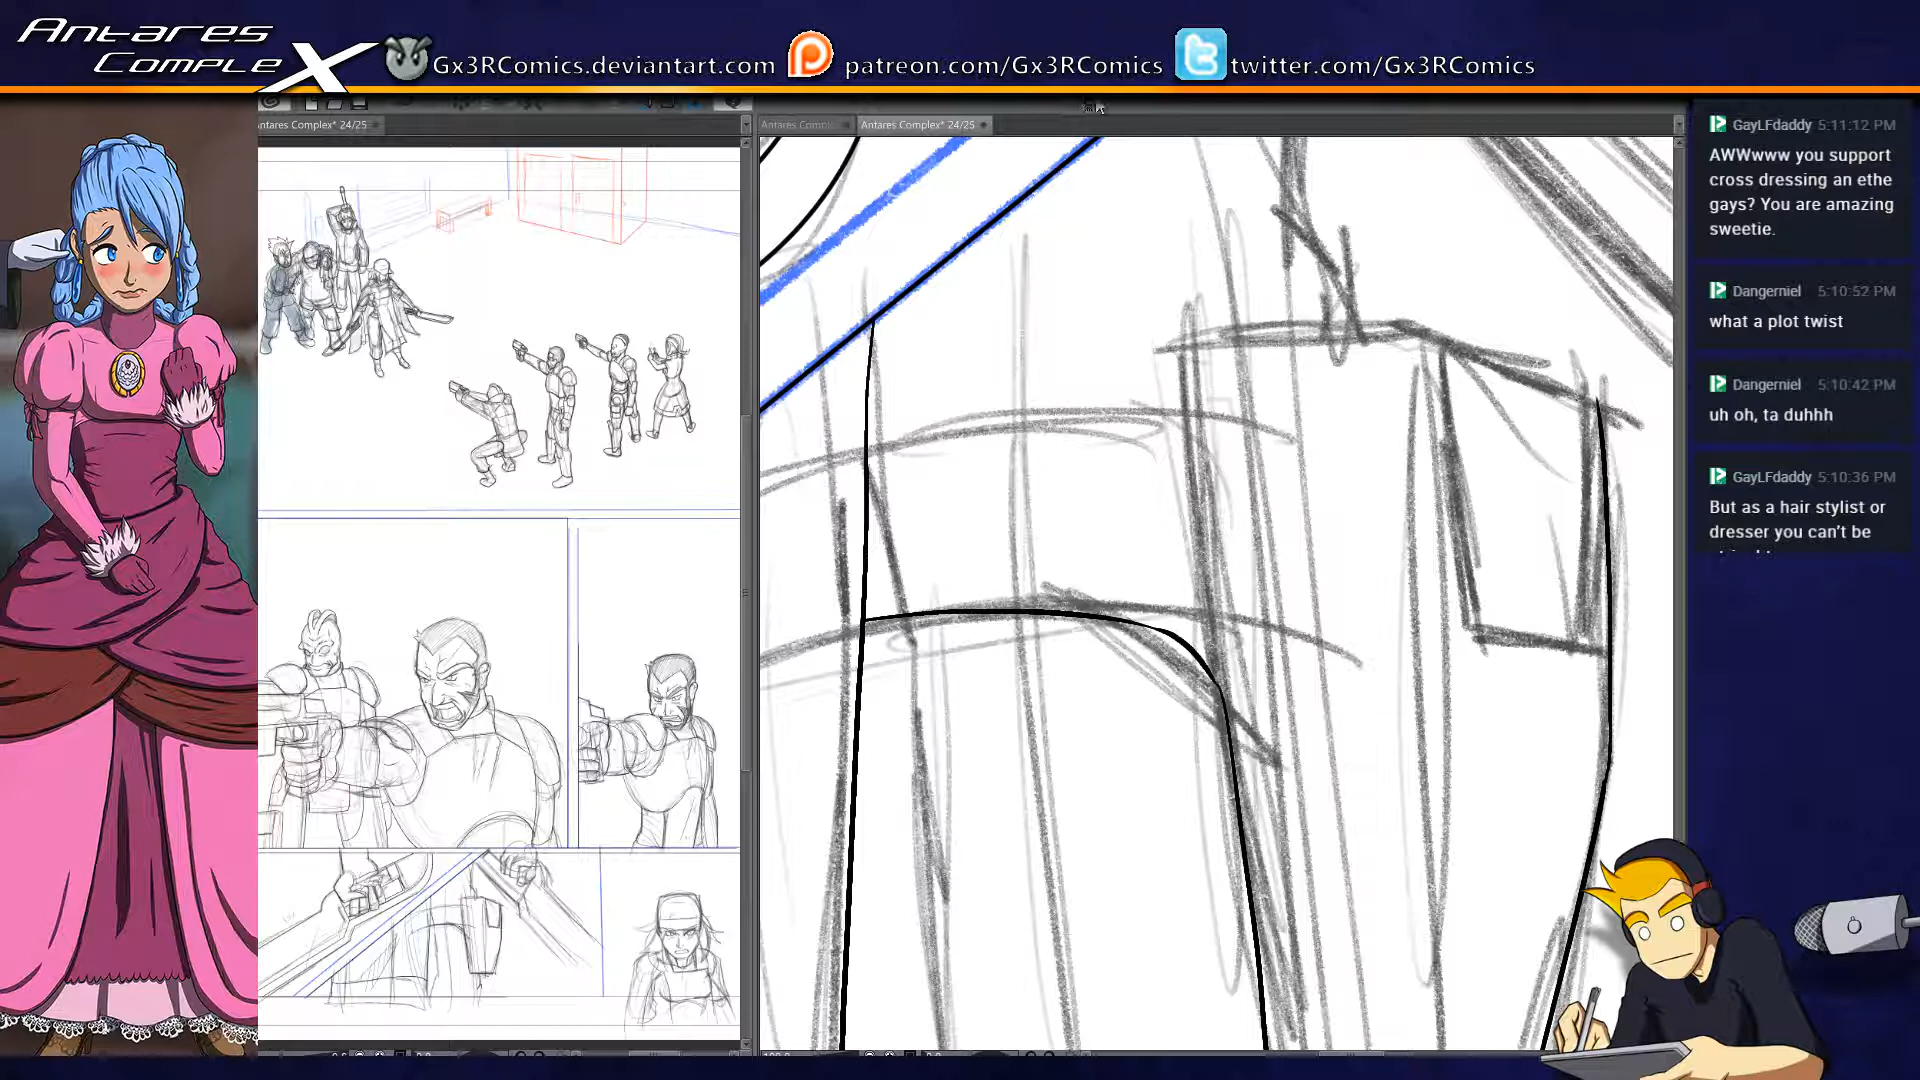 Antares
Complex
Gx3RComics.deviantart.com
patreon.com/Gx3RComics
twitter.com/Gx3RComics
ntares Complex* 24/25
Antares Comple
Antares Complex* 24/25
GayLFdaddy 5:11:12 PM
AWWwww you support
cross dressing an ethe
gays? You are amazing
sweetie.
Dangerniel 5:10:52 PM
what a plot twist
Dangerniel 5:10:42 PM
uh oh, ta duhhh
GayLFdaddy 5:10:36 PM
But as a hair stylist or
dresser you can't be